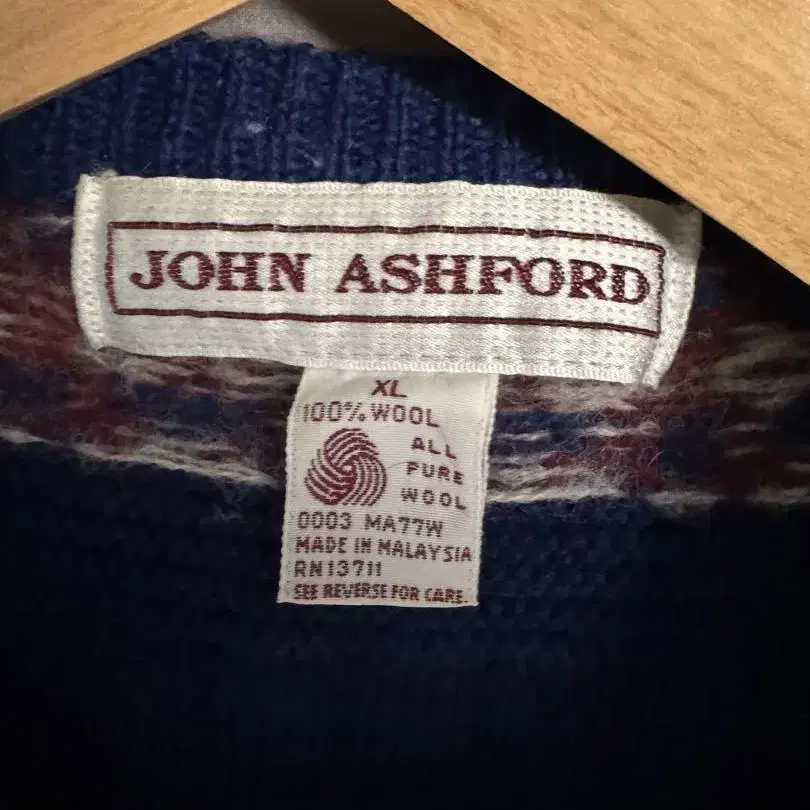 JOHN ASHFORD
XL
100% WOOL
ALL
PURE
WOOL
0003 MA77W
MADE IN MALAYSIA
RN13711
SEE REVERSE FOR CARE.